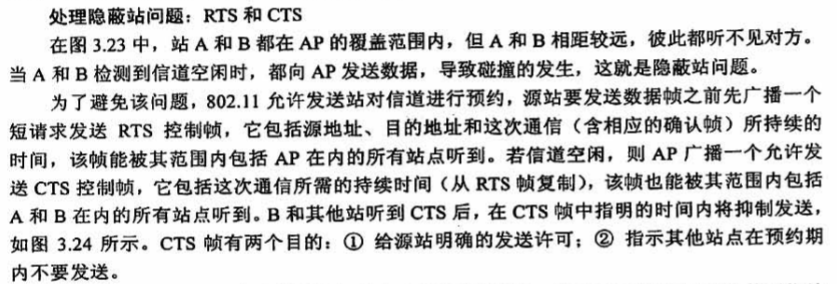 处理隐蔽站问题：RTS 和 CTS
在图 3.23 中，站 A 和 B 都在 AP 的覆盖范围内，但 A 和 B 相距较远，彼此都听不见对方。
当 A 和 B 检测到信道空闲时，都向 AP 发送数据，导致碰撞的发生，这就是隐蔽站问题。
为了避免该问题，802.11 允许发送站对信道进行预约，源站要发送数据帧之前先广播一个
短请求发送 RTS 控制帧，它包括源地址、目的地址和这次通信（含相应的确认帧）所持续的
时间，该帧能被其范围内包括 AP 在内的所有站点听到。若信道空闲，则 AP 广播一个允许发
送 CTS 控制帧，它包括这次通信所需的持续时间（从 RTS 帧复制），该帧也能被其范围内包括
A 和 B 在内的所有站点听到。B 和其他站听到 CTS 后，在 CTS 帧中指明的时间内将抑制发送，
如图 3.24 所示。CTS 帧有两个目的：① 给源站明确的发送许可；② 指示其他站点在预约期
内不要发送。